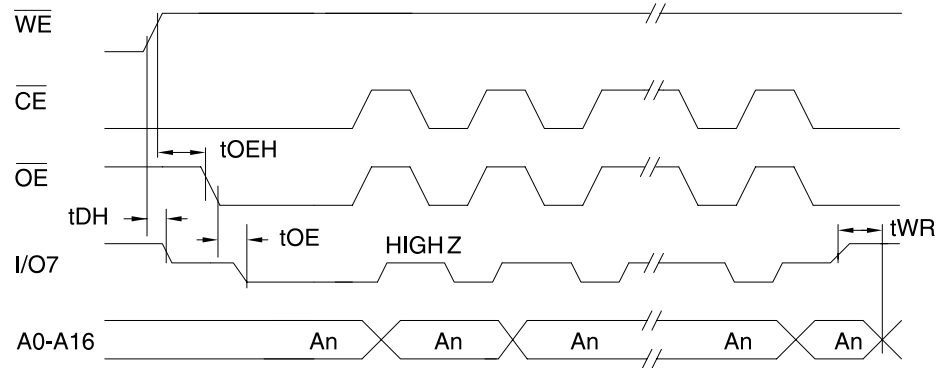 WE
CE
tOEH
OE
tDH
tOE
tWR
HIGH Z
I/O7
A0-A16 An An An An An